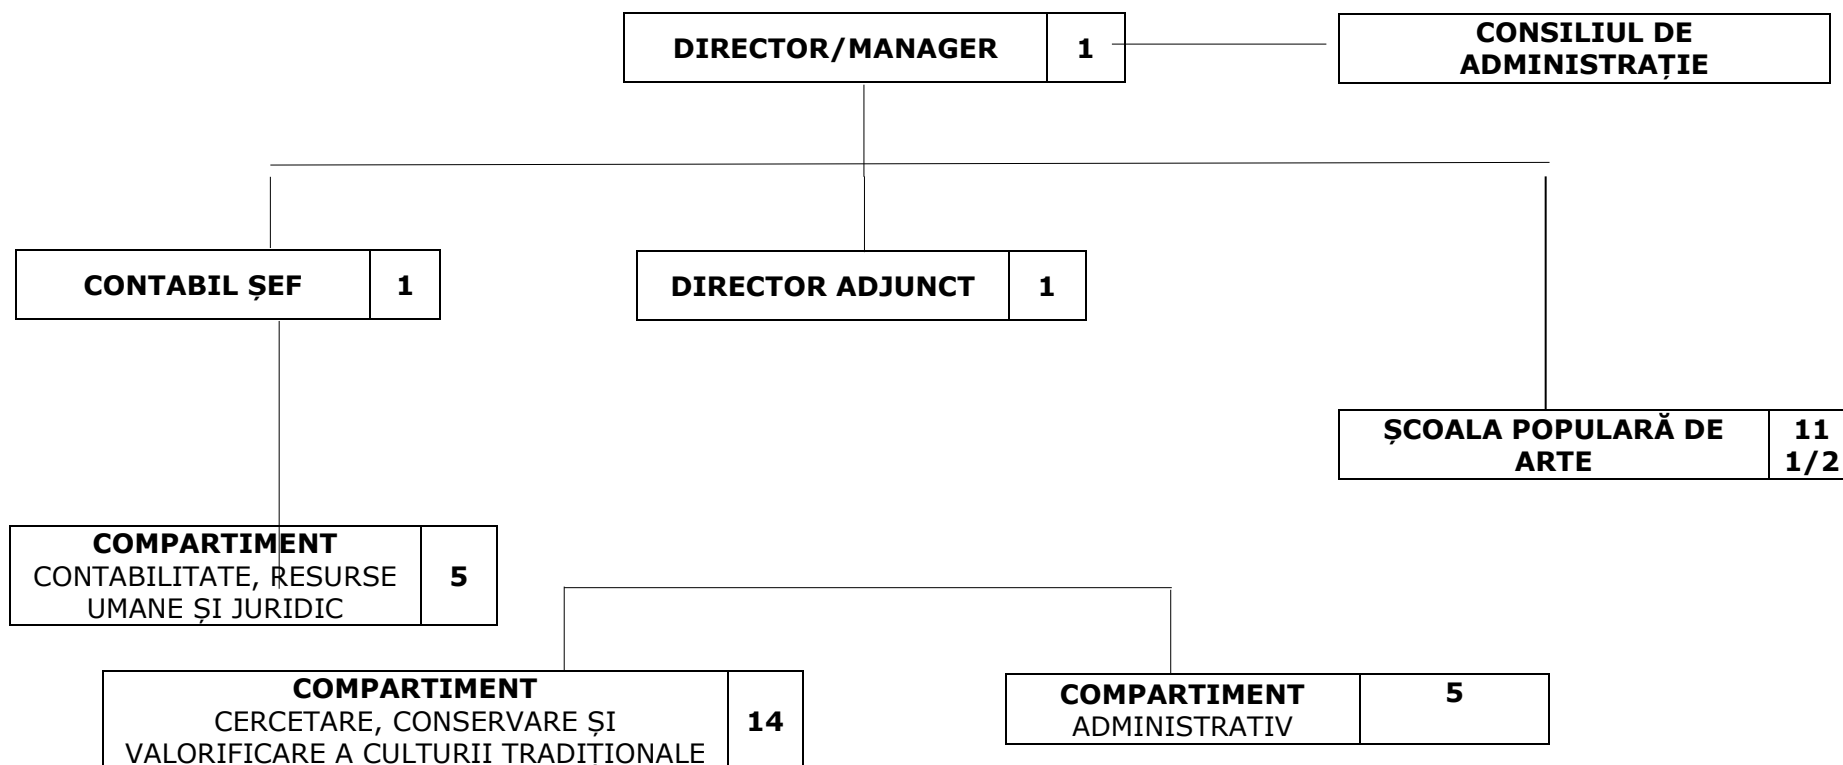 DIRECTOR/MANAGER
1
CONSILIUL DE
ADMINISTRAȚIE
CONTABIL ȘEF
1
DIRECTOR ADJUNCT
1
ȘCOALA POPULARĂ DE
ARTE
11
1/2
COMPARTIMENT
CONTABILITATE, RESURSE
UMANE ȘI JURIDIC
5
COMPARTIMENT
CERCETARE, CONSERVARE ȘI
VALORIFICARE A CULTURII TRADIȚIONALE
14
COMPARTIMENT
ADMINISTRATIV
5